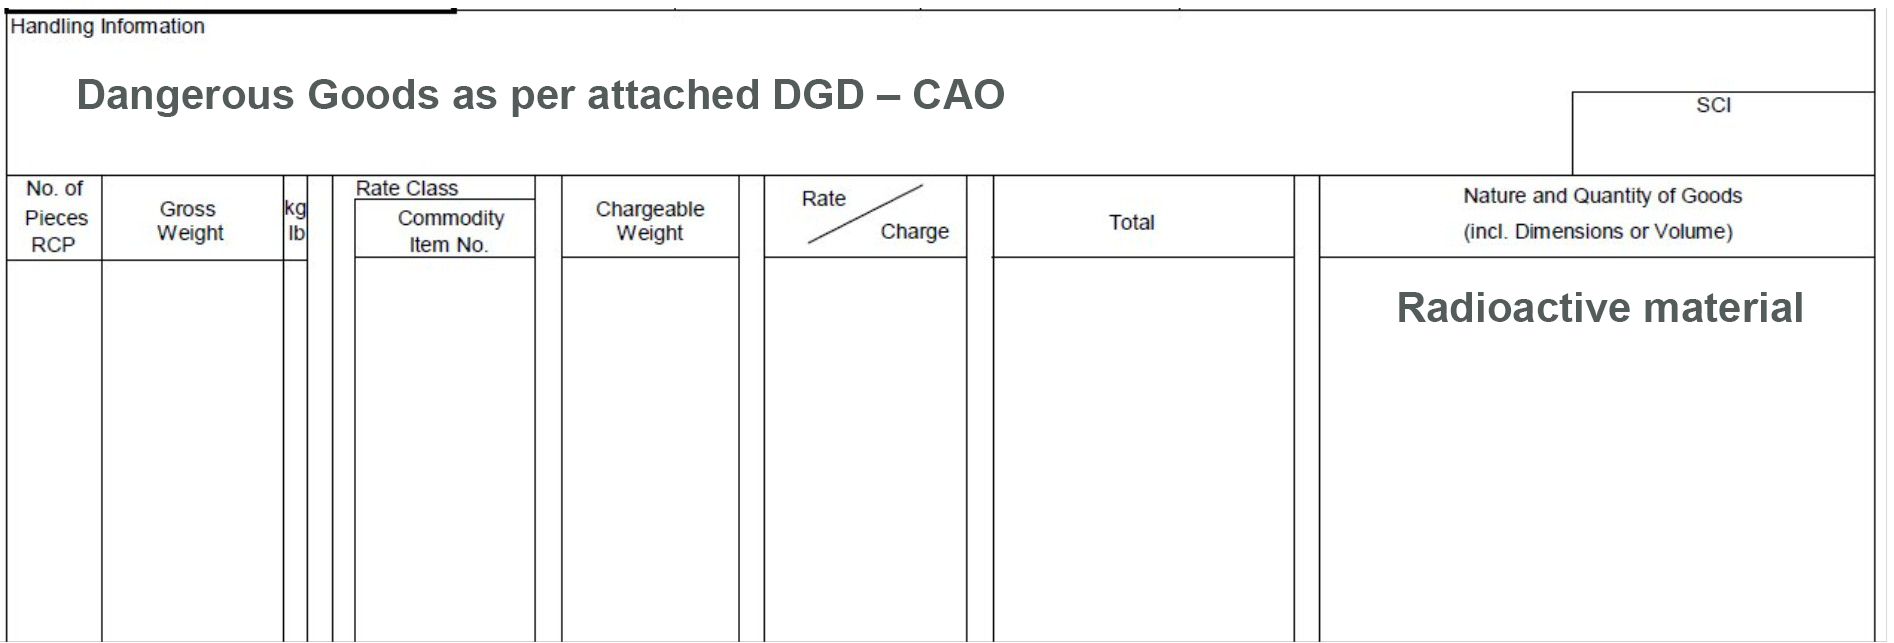 Handling Information
Dangerous Goods as per attached DGD – CAO
SCI
No. of
Pieces
RCP
Gross
Weight
kg
lb
Rate Class
Commodity
Item No.
Chargeable
Weight
Rate
Charge
Total
Nature and Quantity of Goods
(incl. Dimensions or Volume)
Radioactive material